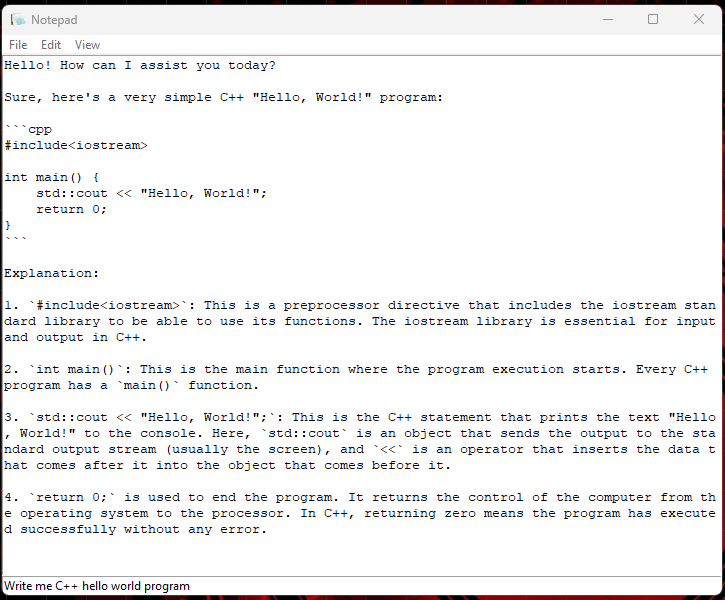 Notepad
File Edit View
Hello! How can I assist you today?
Sure, here's a very simple C++ "Hello, World!" program:
```cpp
#include<iostream>
int main() {
    std::cout << "Hello, World!";
    return 0;
}
```
Explanation:
1. `#include<iostream>`: This is a preprocessor directive that includes the iostream stan
dard library to be able to use its functions. The iostream library is essential for input
and output in C++.
2. `int main()`: This is the main function where the program execution starts. Every C++
program has a `main()` function.
3. `std::cout << "Hello, World!";`: This is the C++ statement that prints the text "Hello
, World!" to the console. Here, `std::cout` is an object that sends the output to the sta
ndard output stream (usually the screen), and `<<` is an operator that inserts the data t
hat comes after it into the object that comes before it.
4. `return 0;` is used to end the program. It returns the control of the computer from th
e operating system to the processor. In C++, returning zero means the program has execute
d successfully without any error.
Write me C++ hello world program